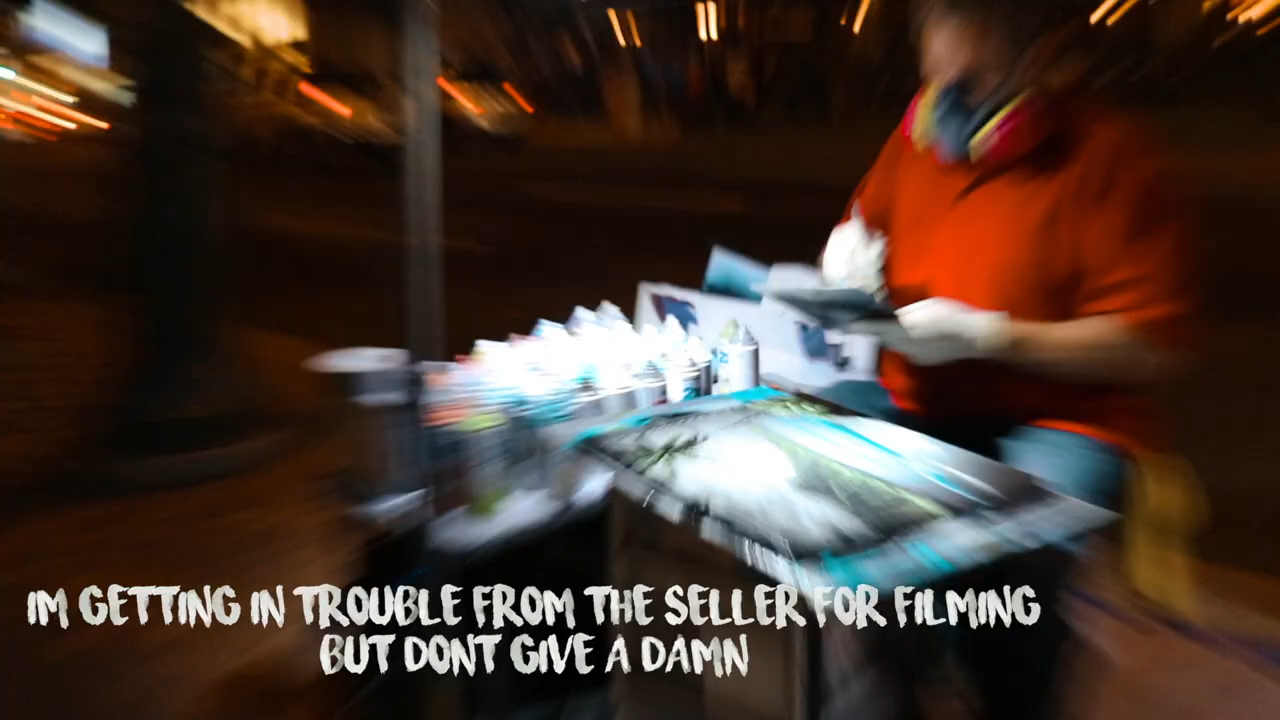 IM GETTING IN TROUBLE FROM THE SELLER FOR FILMING
BUT DONT GIVE A DAMN